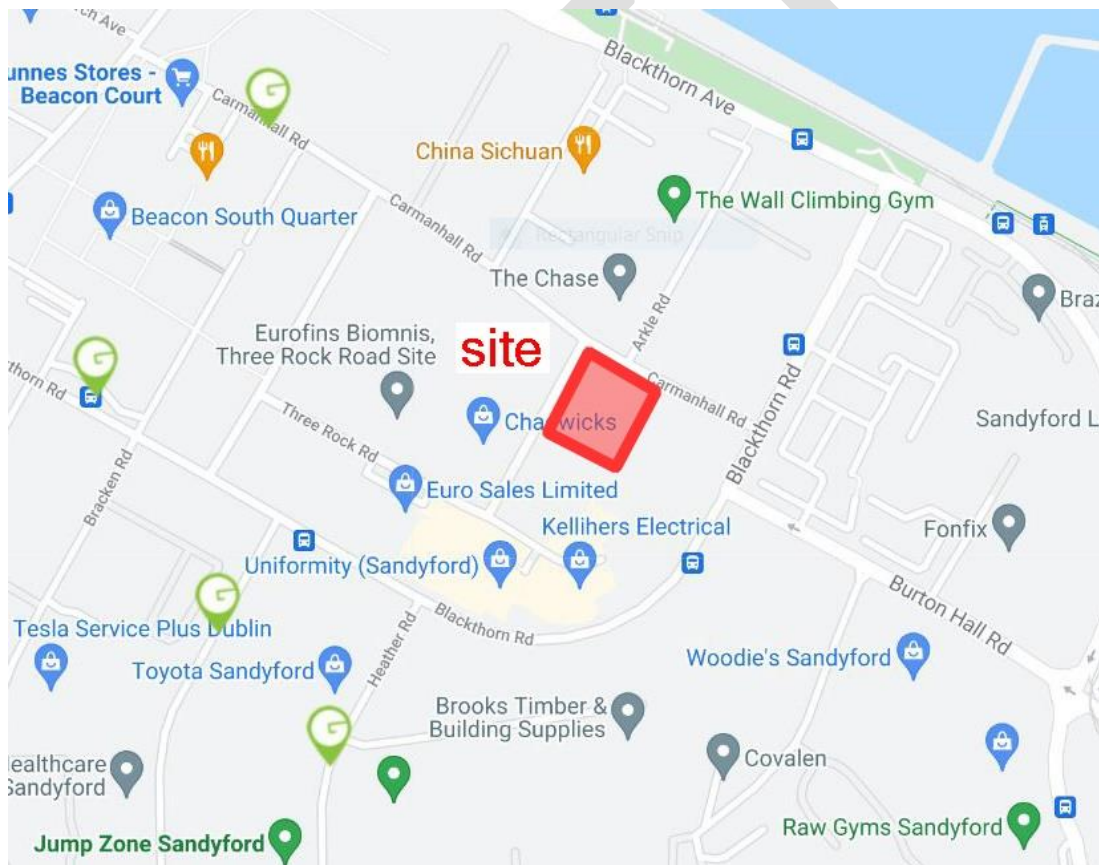 ch Ave
unnes Stores -
Beacon Court
Carmanhall Rd
Blackthorn Ave
China Sichuan
The Wall Climbing Gym
Beacon South Quarter
Carmanhall Rd
Rectangular Snip
The Chase
Arkle Rd
Braz
Eurofins Biomnis,
Three Rock Road Site
site
Carmanhall Rd
Blackthorn Rd
thorn Rd
Three Rock Rd
Chadwicks
Sandyford L
Bracken Rd
Euro Sales Limited
Kellihers Electrical
Fonfix
Uniformity (Sandyford)
Burton Hall Rd
Tesla Service Plus Dublin
Blackthorn Rd
Heather Rd
Toyota Sandyford
Woodie's Sandyford
Brooks Timber &
Building Supplies
ealthcare
Sandyford
Covalen
Jump Zone Sandyford
Raw Gyms Sandyford